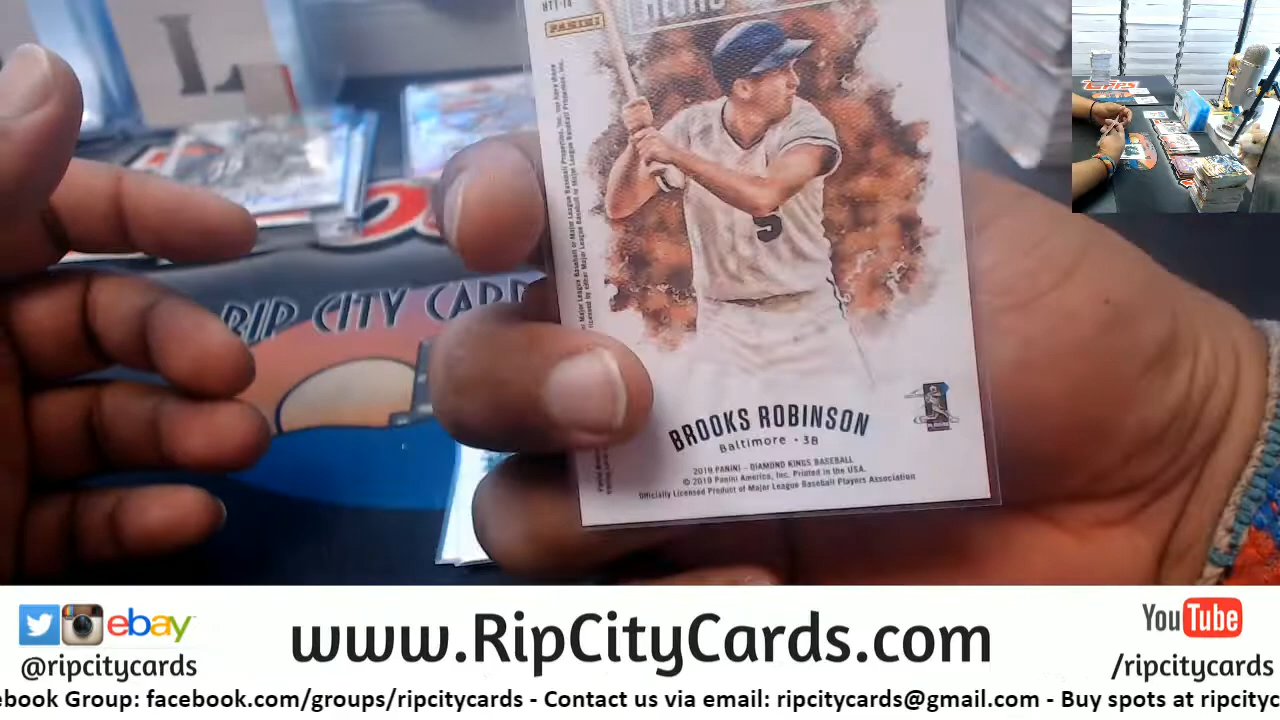 PANINI
RIP CITY CARD
5
BROOKS ROBINSON
Baltimore • 3B
2019 PANINI – DIAMOND KINGS BASEBALL
© 2019 Panini America, Inc. Printed in the USA.
Officially Licensed Product of Major League Baseball Players Association
ebay
@ripcitycards
www.RipCityCards.com
YouTube
/ripcitycards
ebook Group: facebook.com/groups/ripcitycards - Contact us via email: ripcitycards@gmail.com - Buy spots at ripcityc